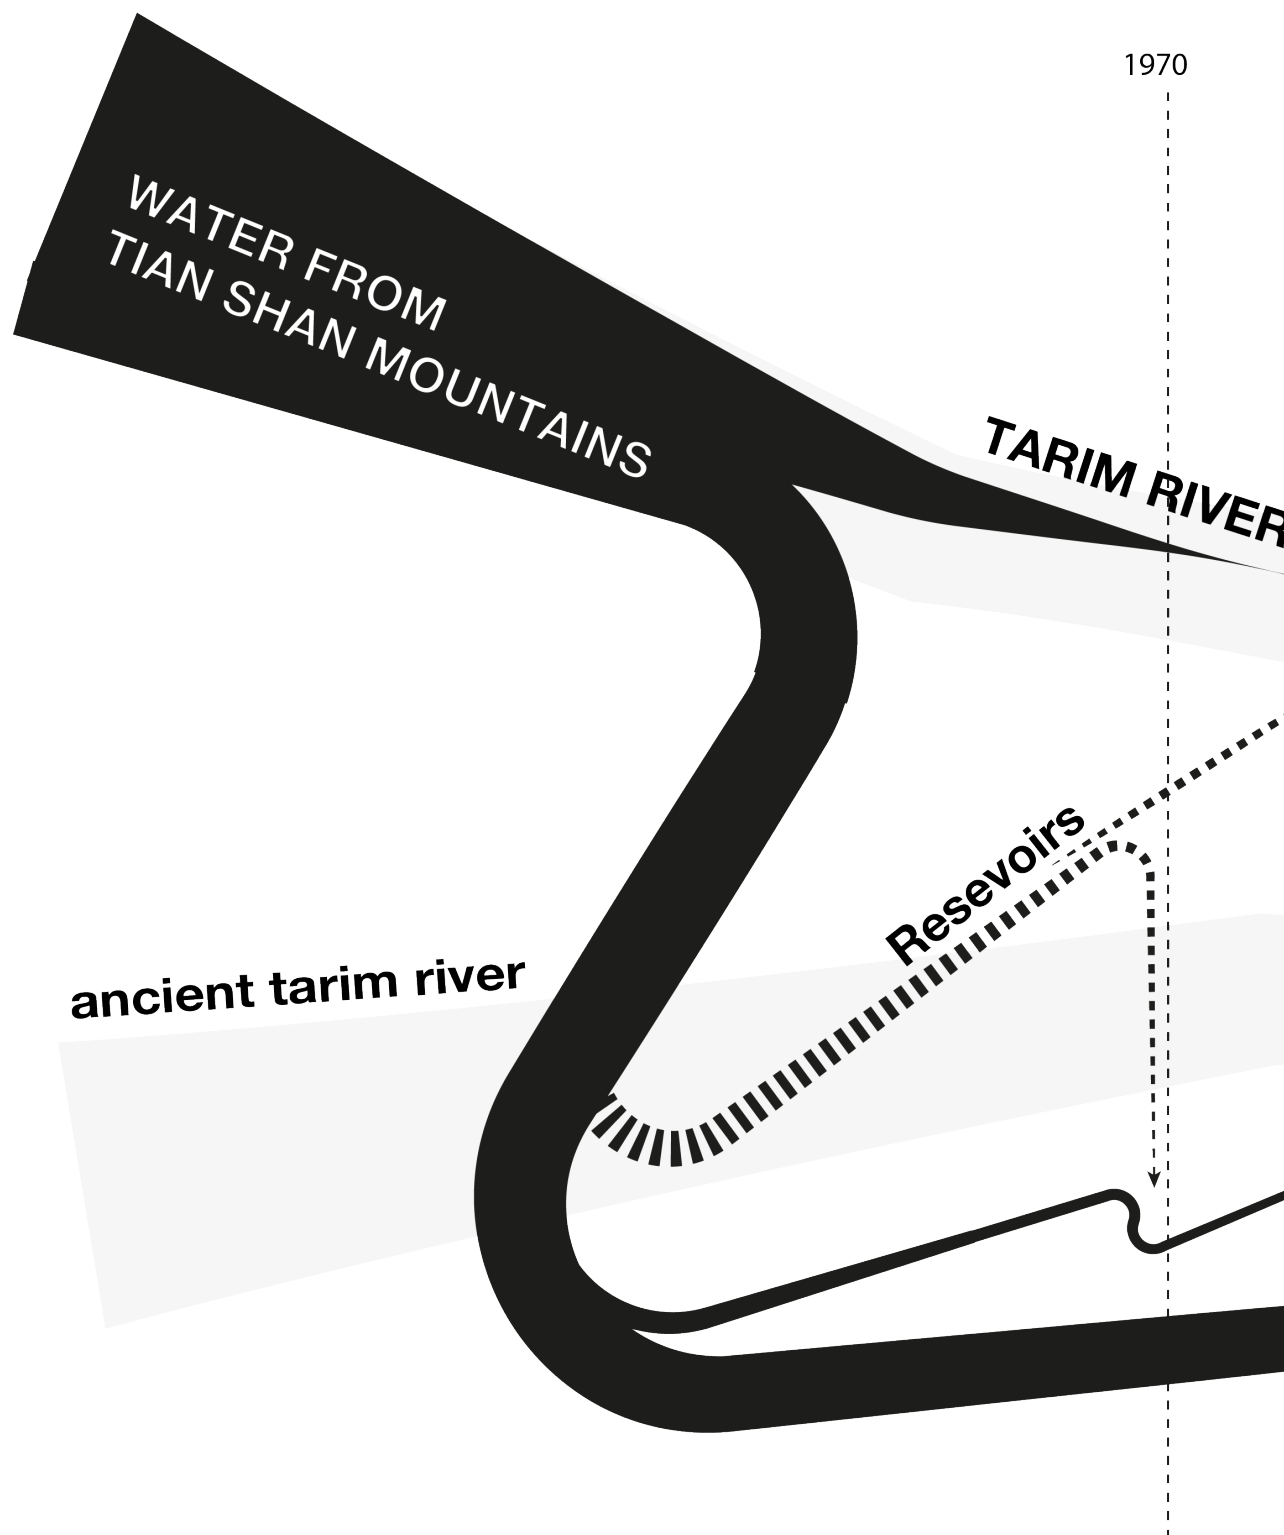 1970
WATER FROM
TIAN SHAN MOUNTAINS
TARIM RIVER
Resevoirs
ancient tarim river